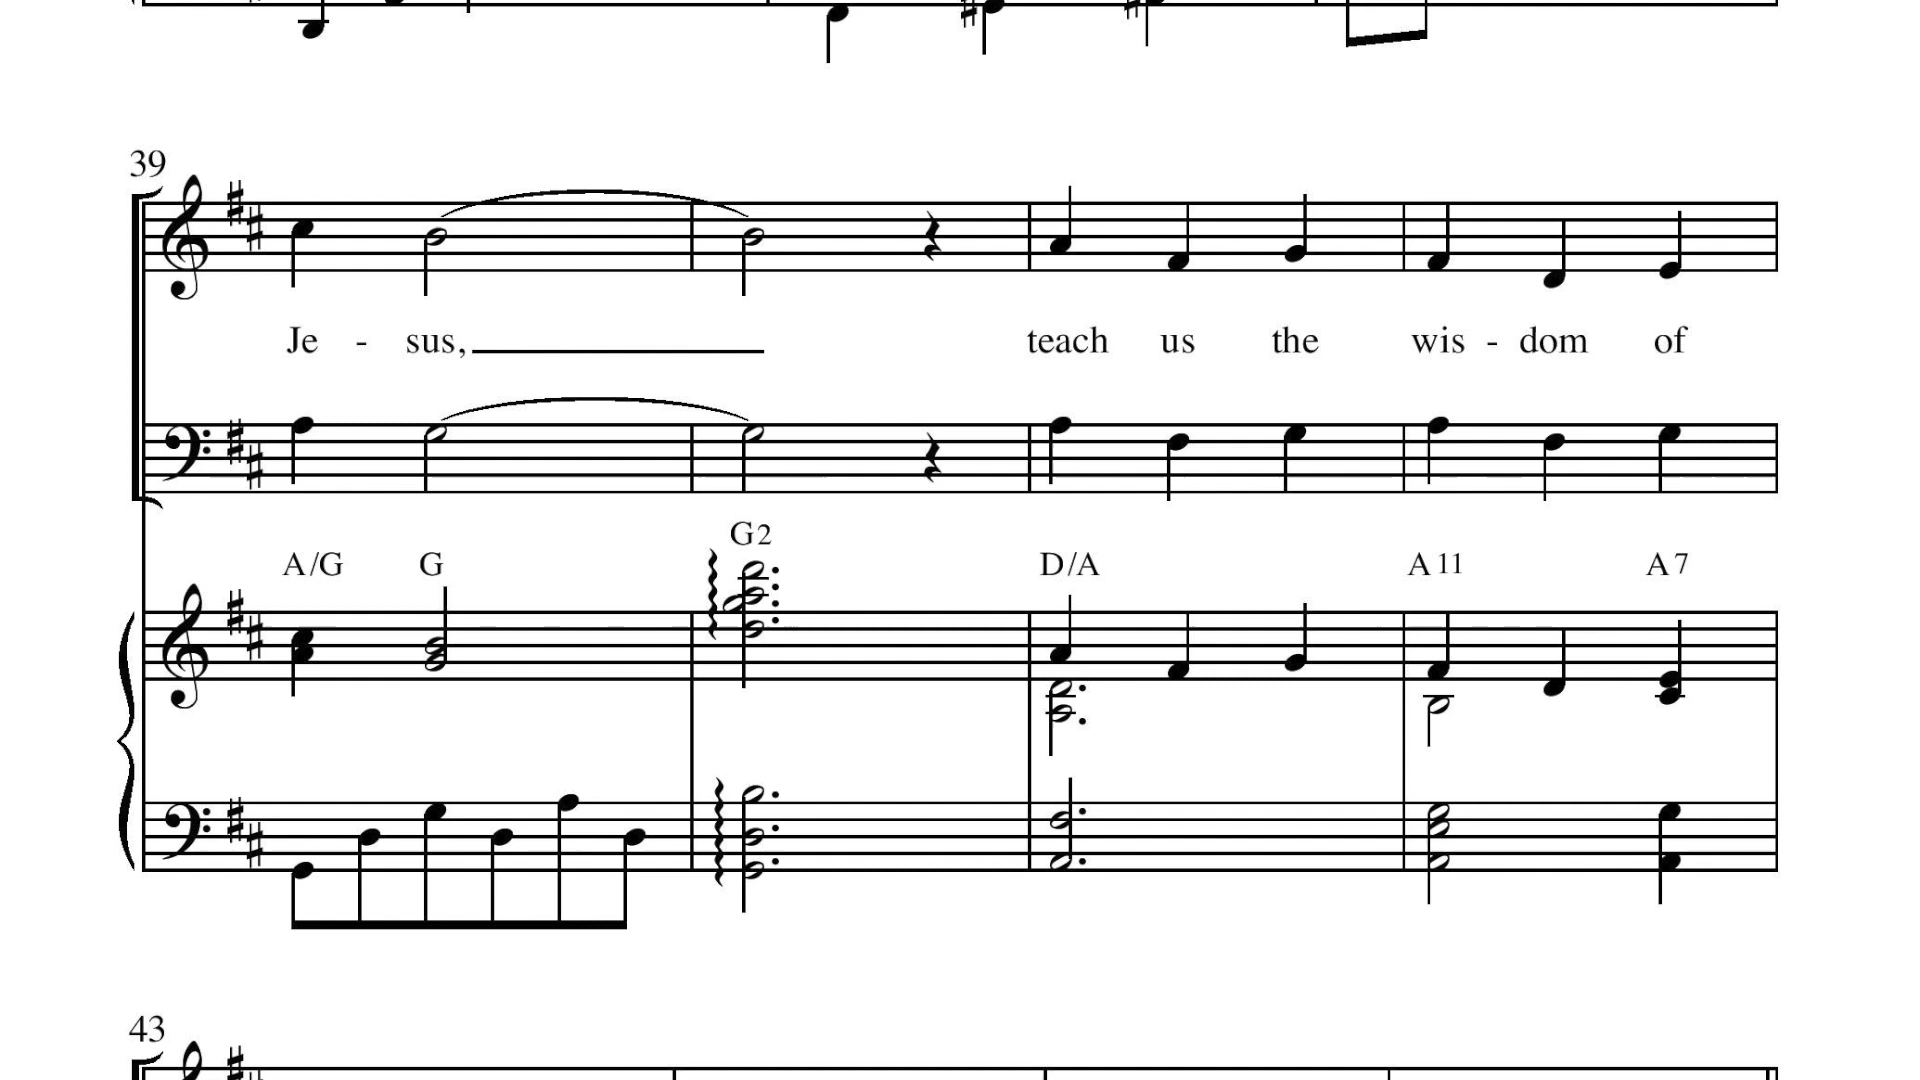 39
Je - sus,
teach us the wis - dom of
G2
A/G G D/A A11 A7
43